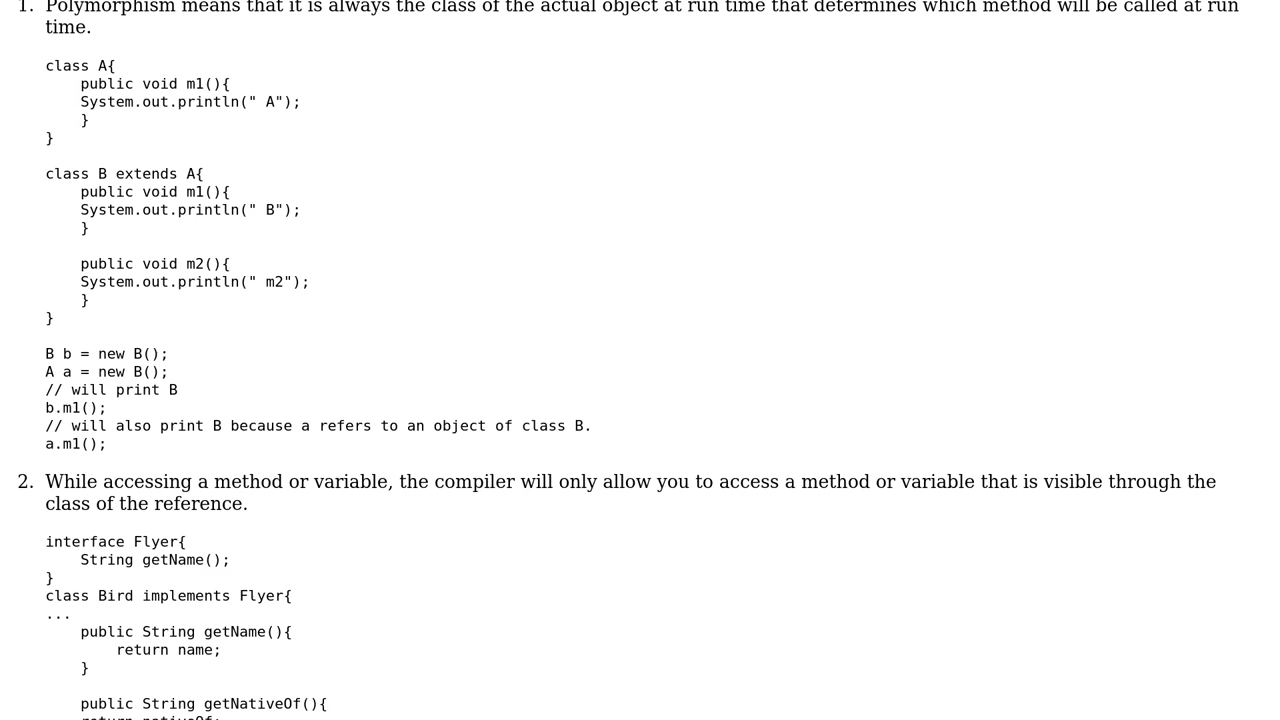 1. Polymorphism means that it is always the class of the actual object at run time that determines which method will be called at run
time.
class A{
    public void m1(){
    System.out.println(" A");
    }
}
class B extends A{
    public void m1(){
    System.out.println(" B");
    }
    public void m2(){
    System.out.println(" m2");
    }
}
B b = new B();
A a = new B();
// will print B
b.m1();
// will also print B because a refers to an object of class B.
a.m1();
2. While accessing a method or variable, the compiler will only allow you to access a method or variable that is visible through the
class of the reference.
interface Flyer{
    String getName();
}
class Bird implements Flyer{
...
    public String getName(){
        return name;
    }
    public String getNativeOf(){
    return nativeOf;